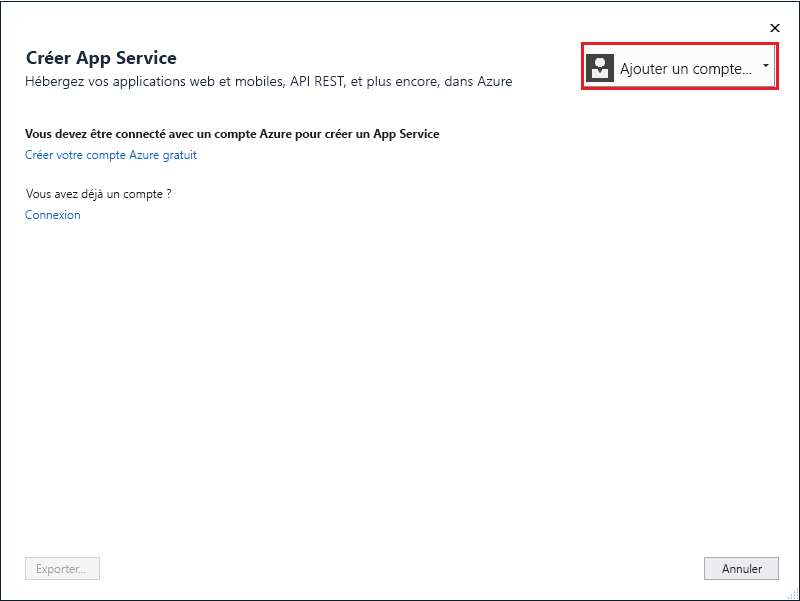 Créer App Service
Hébergez vos applications web et mobiles, API REST, et plus encore, dans Azure
Ajouter un compte...
Vous devez être connecté avec un compte Azure pour créer un App Service
Créer votre compte Azure gratuit
Vous avez déjà un compte ?
Connexion
Exporter...
Annuler